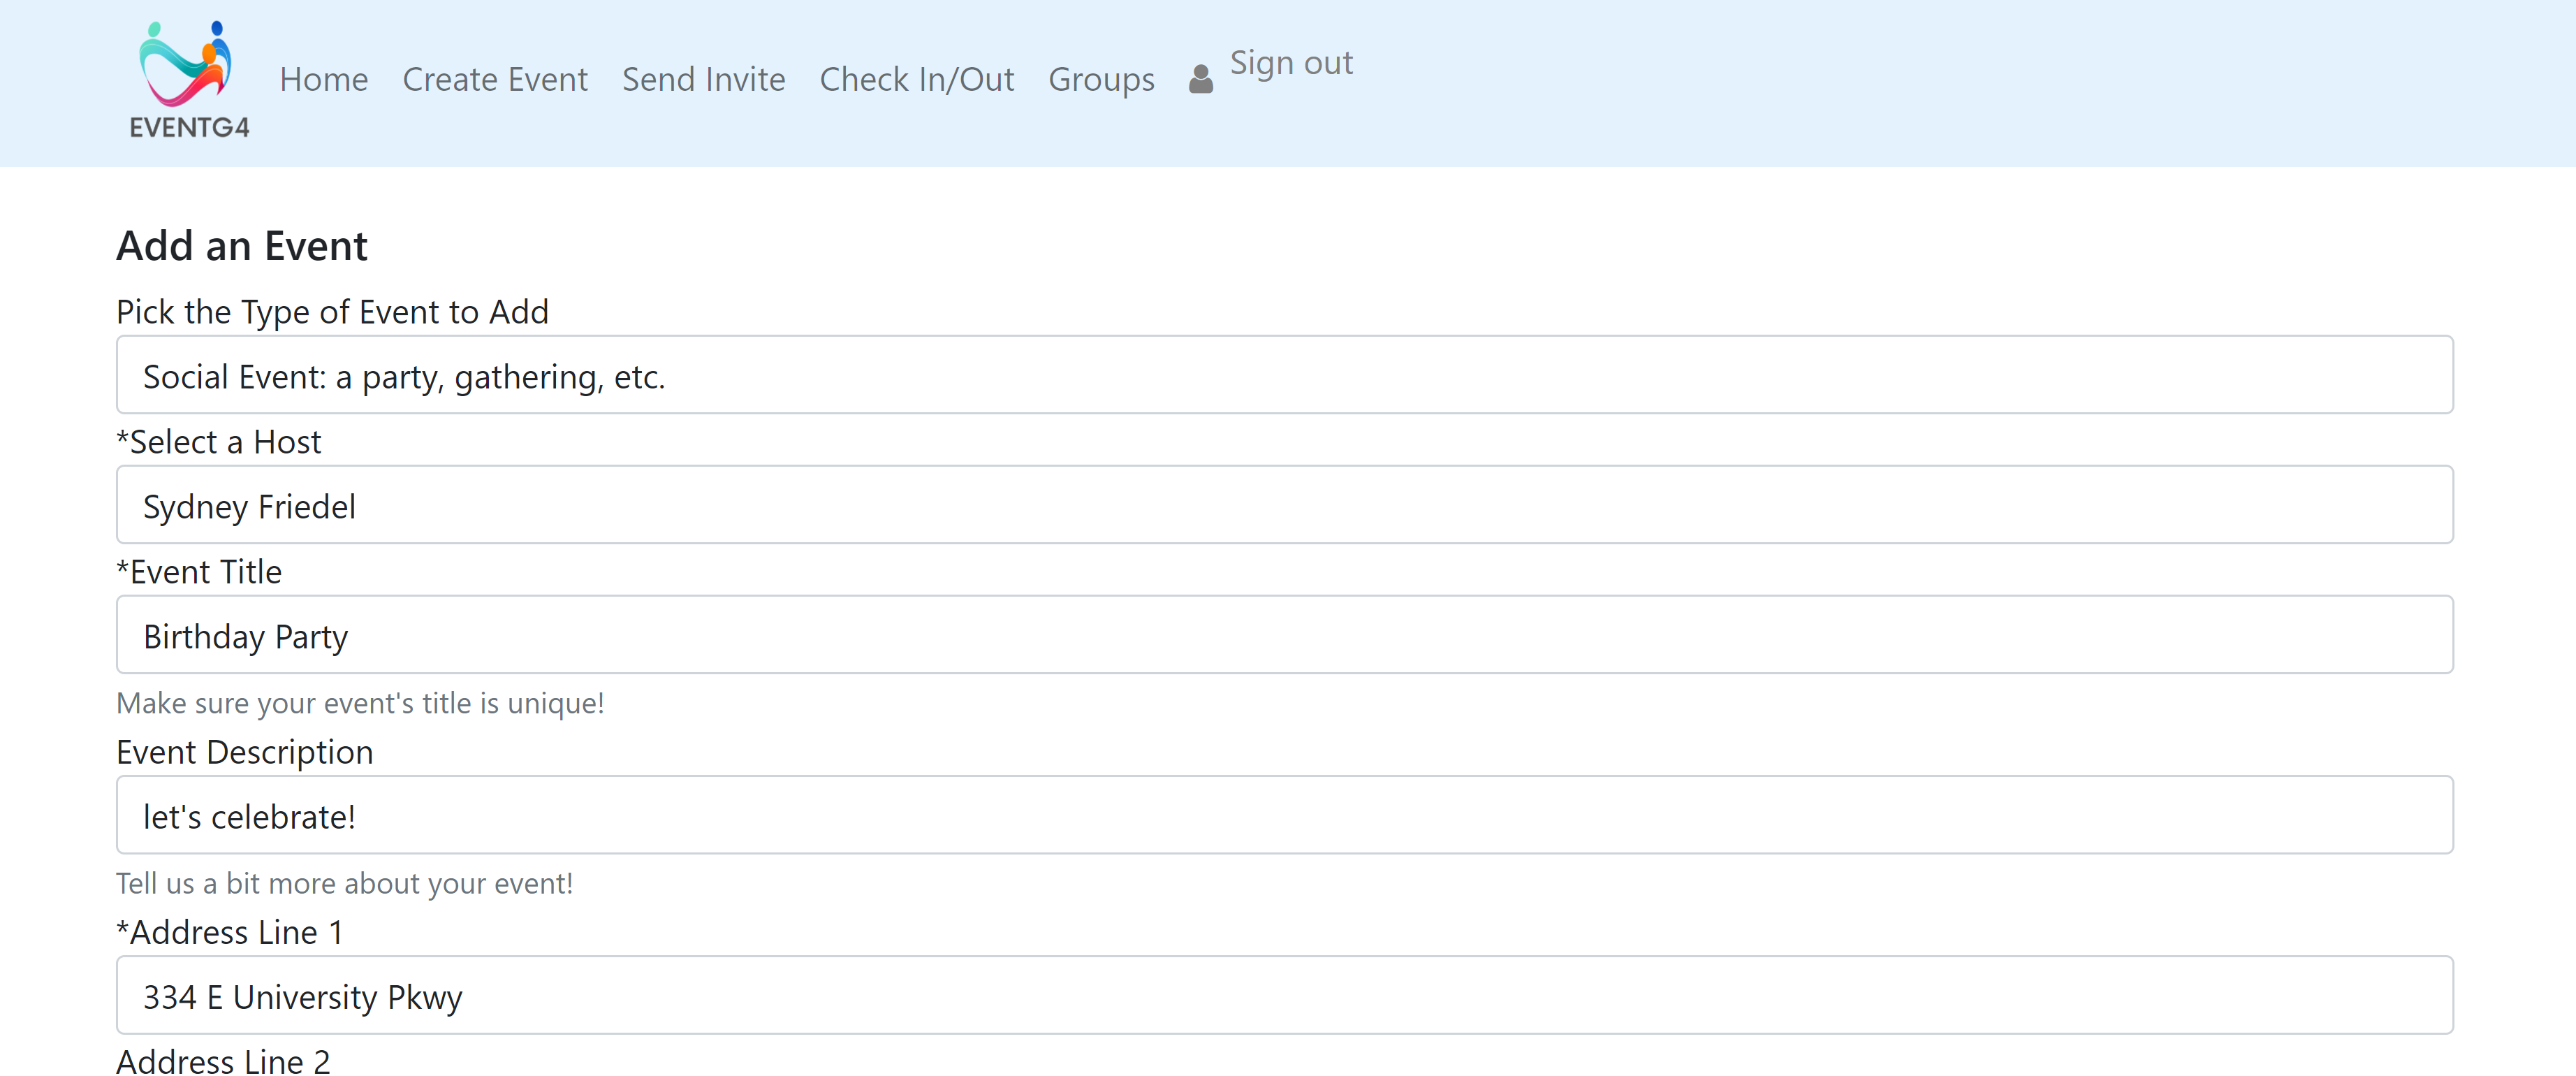 EVENTG4
Home Create Event Send Invite Check In/Out Groups Sign out
Add an Event
Pick the Type of Event to Add
Social Event: a party, gathering, etc.
*Select a Host
Sydney Friedel
*Event Title
Birthday Party
Make sure your event's title is unique!
Event Description
let's celebrate!
Tell us a bit more about your event!
*Address Line 1
334 E University Pkwy
Address Line 2